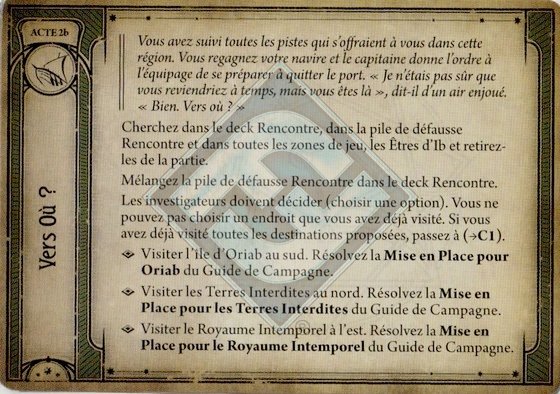 ACTE 2b
Vers Où ?
Vous avez suivi toutes les pistes qui s'offraient à vous dans cette
région. Vous regagnez votre navire et le capitaine donne l'ordre à
l'équipage de se préparer à quitter le port. « Je n'étais pas sûr que
vous reviendriez à temps, mais vous êtes là », dit-il d'un air enjoué.
« Bien. Vers où ? »
Cherchez dans le deck Rencontre, dans la pile de défausse
Rencontre et dans toutes les zones de jeu, les Êtres d'Ib et retirez-
les de la partie.
Mélangez la pile de défausse Rencontre dans le deck Rencontre.
Les investigateurs doivent décider (choisir une option). Vous ne
pouvez pas choisir un endroit que vous avez déjà visité. Si vous
avez déjà visité toutes les destinations proposées, passez à (→C1).
Visiter l'île d'Oriab au sud. Résolvez la Mise en Place pour
Oriab du Guide de Campagne.
Visiter les Terres Interdites au nord. Résolvez la Mise en
Place pour les Terres Interdites du Guide de Campagne.
Visiter le Royaume Intemporel à l'est. Résolvez la Mise en
Place pour le Royaume Intemporel du Guide de Campagne.